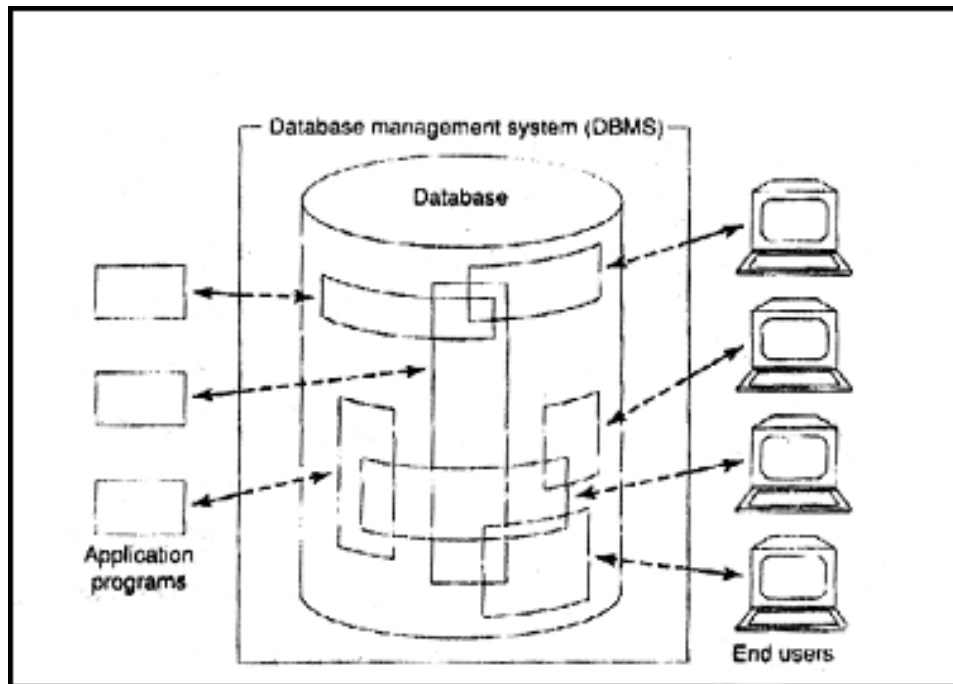 Database management system (DBMS)
Database
Application
programs
End users